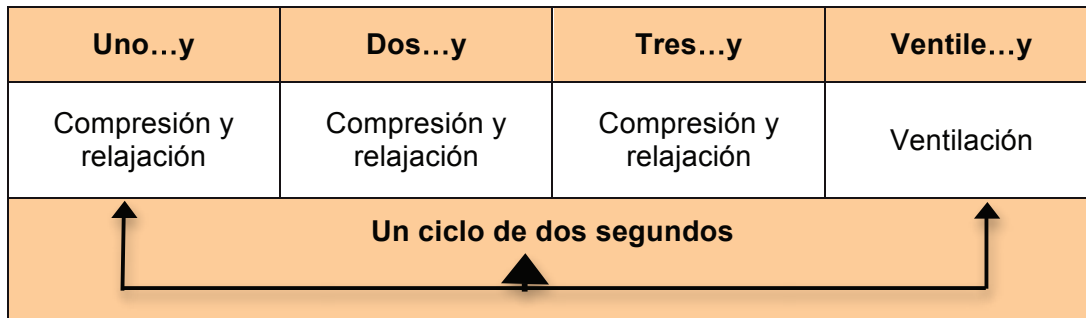 Uno…y Dos…y Tres…y Ventile…y
Compresión y relajación
Compresión y relajación
Compresión y relajación
Ventilación
Un ciclo de dos segundos